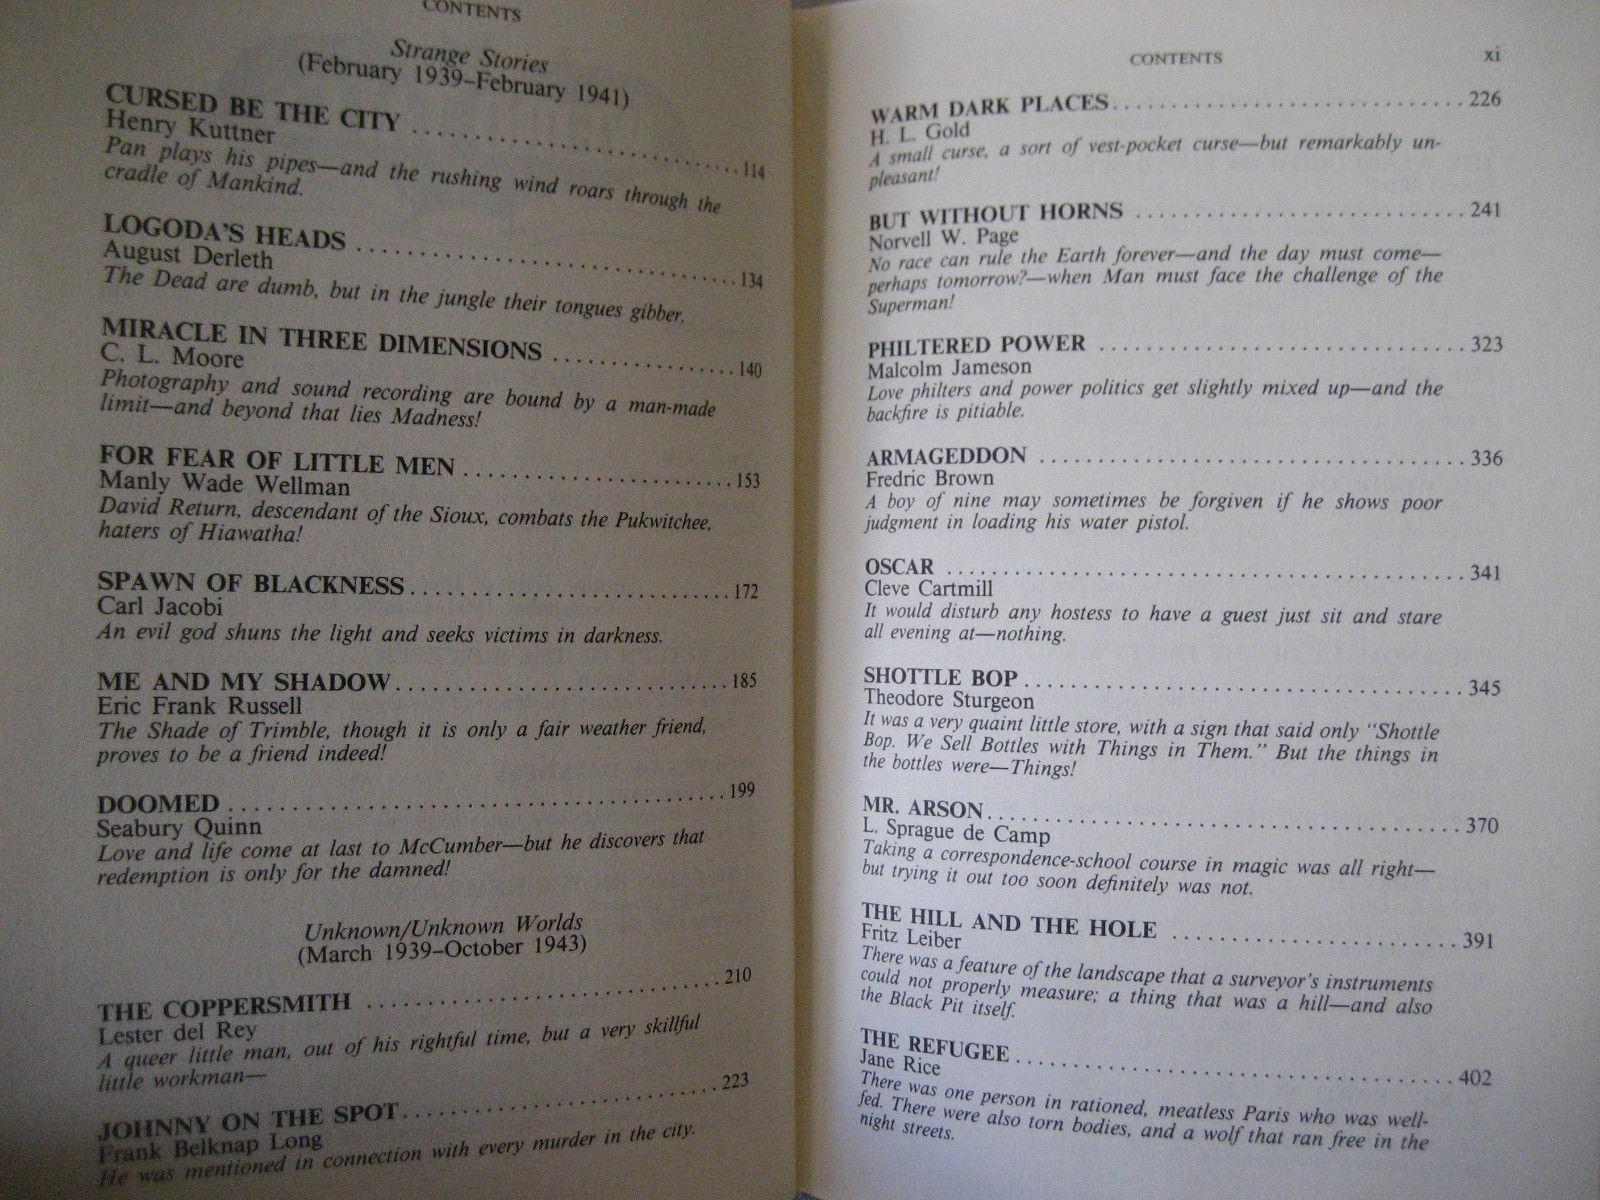 CONTENTS
Strange Stories
(February 1939–February 1941)
CURSED BE THE CITY . . . . . . . . . . . . . . . . . . . . . . . . . . . . 114
Henry Kuttner
Pan plays his pipes—and the rushing wind roars through the
cradle of Mankind.
LOGODA'S HEADS . . . . . . . . . . . . . . . . . . . . . . . . . . . . 134
August Derleth
The Dead are dumb, but in the jungle their tongues gibber.
MIRACLE IN THREE DIMENSIONS . . . . . . . . . . . . . . . 140
C. L. Moore
Photography and sound recording are bound by a man-made
limit—and beyond that lies Madness!
FOR FEAR OF LITTLE MEN . . . . . . . . . . . . . . . . . . . . . 153
Manly Wade Wellman
David Return, descendant of the Sioux, combats the Pukwitchee,
haters of Hiawatha!
SPAWN OF BLACKNESS . . . . . . . . . . . . . . . . . . . . . . . . . 172
Carl Jacobi
An evil god shuns the light and seeks victims in darkness.
ME AND MY SHADOW . . . . . . . . . . . . . . . . . . . . . . . . . . 185
Eric Frank Russell
The Shade of Trimble, though it is only a fair weather friend,
proves to be a friend indeed!
DOOMED . . . . . . . . . . . . . . . . . . . . . . . . . . . . . . . . . . . . . 199
Seabury Quinn
Love and life come at last to McCumber—but he discovers that
redemption is only for the damned!
Unknown/Unknown Worlds
(March 1939–October 1943)
THE COPPERSMITH . . . . . . . . . . . . . . . . . . . . . . . . . . . . 210
Lester del Rey
A queer little man, out of his rightful time, but a very skillful
little workman—
JOHNNY ON THE SPOT . . . . . . . . . . . . . . . . . . . . . . . . . 223
Frank Belknap Long
He was mentioned in connection with every murder in the city.
CONTENTS xi
WARM DARK PLACES . . . . . . . . . . . . . . . . . . . . . . . . . . . . 226
H. L. Gold
A small curse, a sort of vest-pocket curse—but remarkably un-
pleasant!
BUT WITHOUT HORNS . . . . . . . . . . . . . . . . . . . . . . . . . . . 241
Norvell W. Page
No race can rule the Earth forever—and the day must come—
perhaps tomorrow?—when Man must face the challenge of the
Superman!
PHILTERED POWER . . . . . . . . . . . . . . . . . . . . . . . . . . . . . . 323
Malcolm Jameson
Love philters and power politics get slightly mixed up—and the
backfire is pitiable.
ARMAGEDDON . . . . . . . . . . . . . . . . . . . . . . . . . . . . . . . . . . . 336
Fredric Brown
A boy of nine may sometimes be forgiven if he shows poor
judgment in loading his water pistol.
OSCAR . . . . . . . . . . . . . . . . . . . . . . . . . . . . . . . . . . . . . . . . . . 341
Cleve Cartmill
It would disturb any hostess to have a guest just sit and stare
all evening at—nothing.
SHOTTLE BOP . . . . . . . . . . . . . . . . . . . . . . . . . . . . . . . . . . . . 345
Theodore Sturgeon
It was a very quaint little store, with a sign that said only "Shottle
Bop. We Sell Bottles with Things in Them." But the things in
the bottles were—Things!
MR. ARSON . . . . . . . . . . . . . . . . . . . . . . . . . . . . . . . . . . . . . . 370
L. Sprague de Camp
Taking a correspondence-school course in magic was all right—
but trying it out too soon definitely was not.
THE HILL AND THE HOLE . . . . . . . . . . . . . . . . . . . . . . . . 391
Fritz Leiber
There was a feature of the landscape that a surveyor's instruments
could not properly measure; a thing that was a hill—and also
the Black Pit itself.
THE REFUGEE . . . . . . . . . . . . . . . . . . . . . . . . . . . . . . . . . . . . 402
Jane Rice
There was one person in rationed, meatless Paris who was well-
fed. There were also torn bodies, and a wolf that ran free in the
night streets.